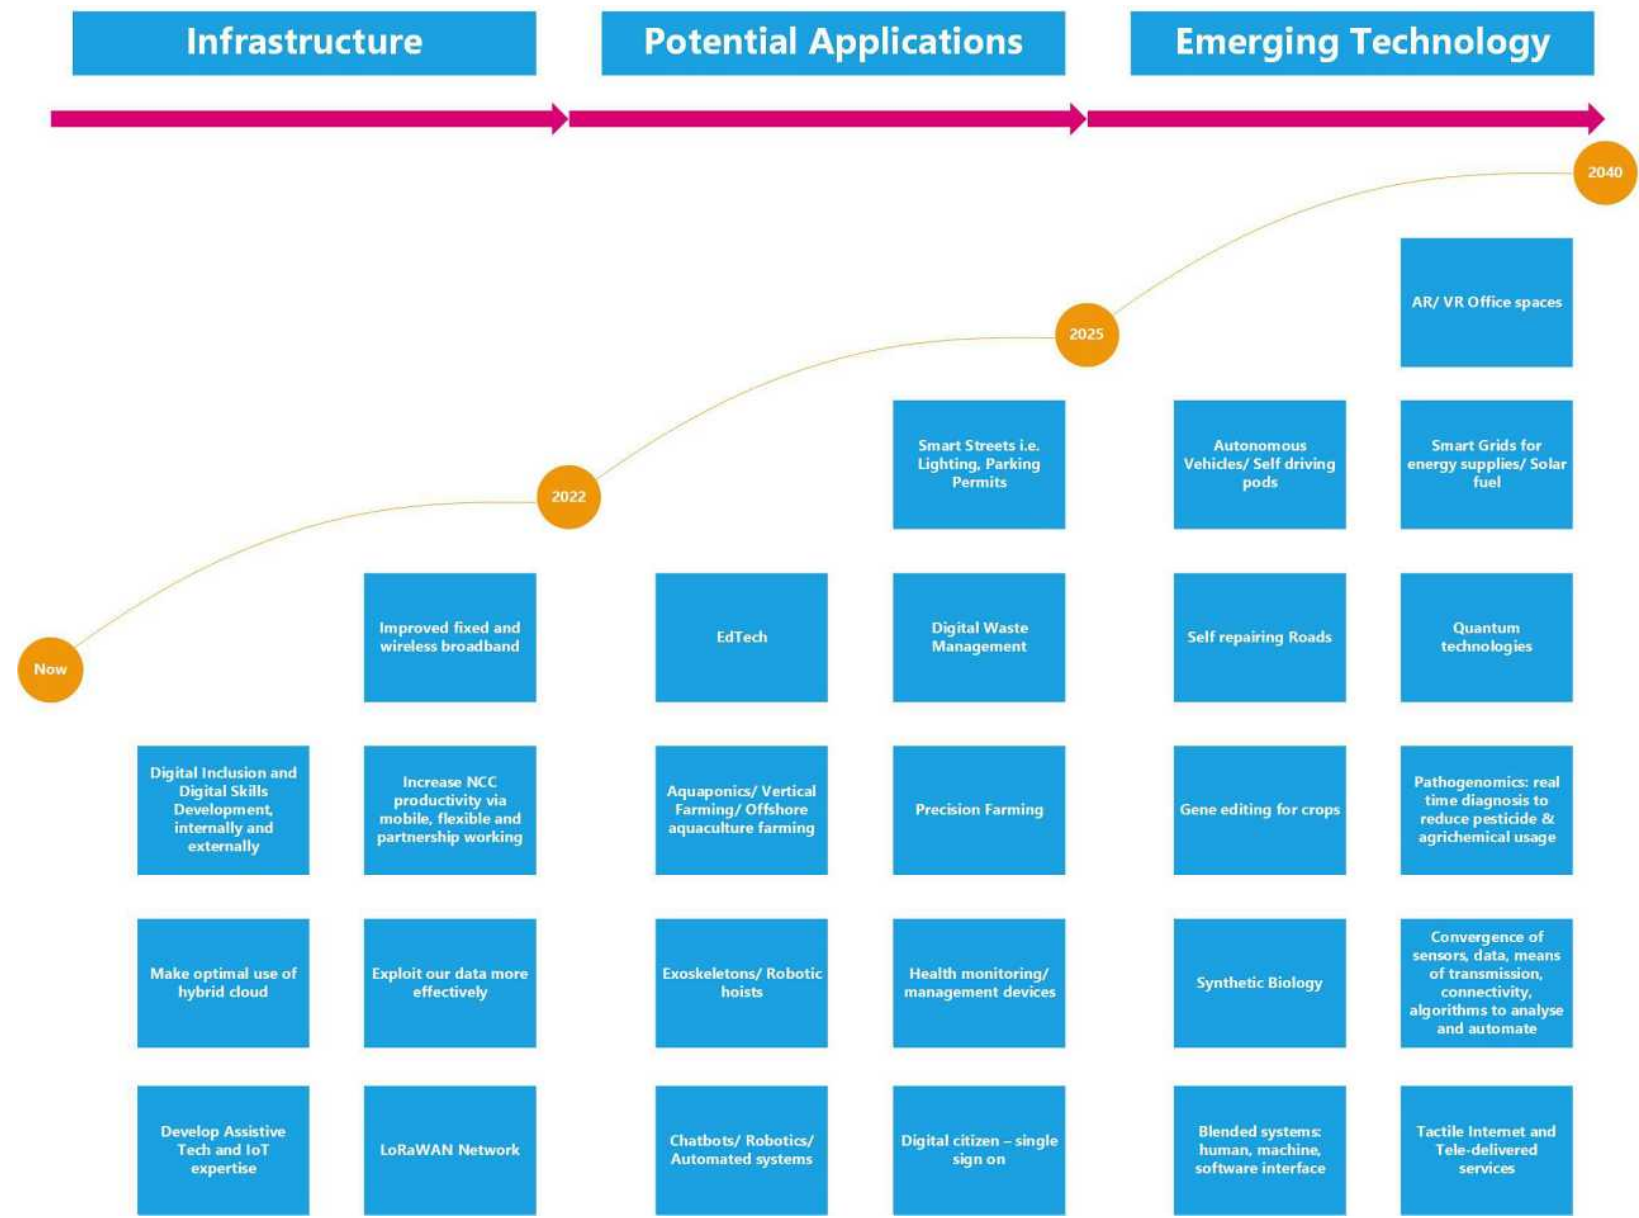 Infrastructure
Potential Applications
Emerging Technology
2040
AR/ VR Office spaces
2025
Smart Streets i.e.
Lighting, Parking
Permits
Autonomous
Vehicles/ Self driving
pods
Smart Grids for
energy supplies/ Solar
fuel
2022
Improved fixed and
wireless broadband
EdTech
Digital Waste
Management
Self repairing Roads
Quantum
technologies
Now
Digital Inclusion and
Digital Skills
Development,
internally and
externally
Increase NCC
productivity via
mobile, flexible and
partnership working
Aquaponics/ Vertical
Farming/ Offshore
aquaculture farming
Precision Farming
Gene editing for crops
Pathogenomics: real
time diagnosis to
reduce pesticide &
agrichemical usage
Make optimal use of
hybrid cloud
Exploit our data more
effectively
Exoskeletons/ Robotic
hoists
Health monitoring/
management devices
Synthetic Biology
Convergence of
sensors, data, means
of transmission,
connectivity,
algorithms to analyse
and automate
Develop Assistive
Tech and IoT
expertise
LoRaWAN Network
Chatbots/ Robotics/
Automated systems
Digital citizen – single
sign on
Blended systems:
human, machine,
software interface
Tactile Internet and
Tele-delivered
services